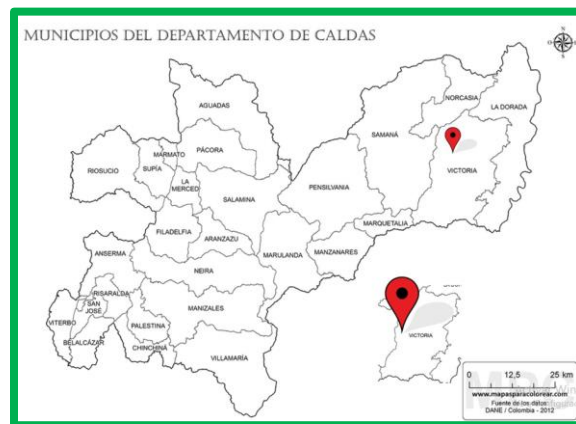 MUNICIPIOS DEL DEPARTAMENTO DE CALDAS
AGUADAS
NORCASIA
LA DORADA
SAMANÁ
MARMATO
PÁCORA
RIOSUCIO
SUPÍA
LA
MERCED
SALAMINA
PENSILVANIA
VICTORIA
MARQUETALIA
FILADELFIA
ARANZAZU
MARULANDA
MANZANARES
ANSERMA
NEIRA
RISARALDA
SAN
JOSÉ
VITERBO
PALESTINA
MANIZALES
BELALCÁZAR
CHINCHINÁ
VILLAMARÍA
VICTORIA
0 12,5 25 km
www.mapasparacolorear.com
Fuente de los datos:
DANE / Colombia - 2012